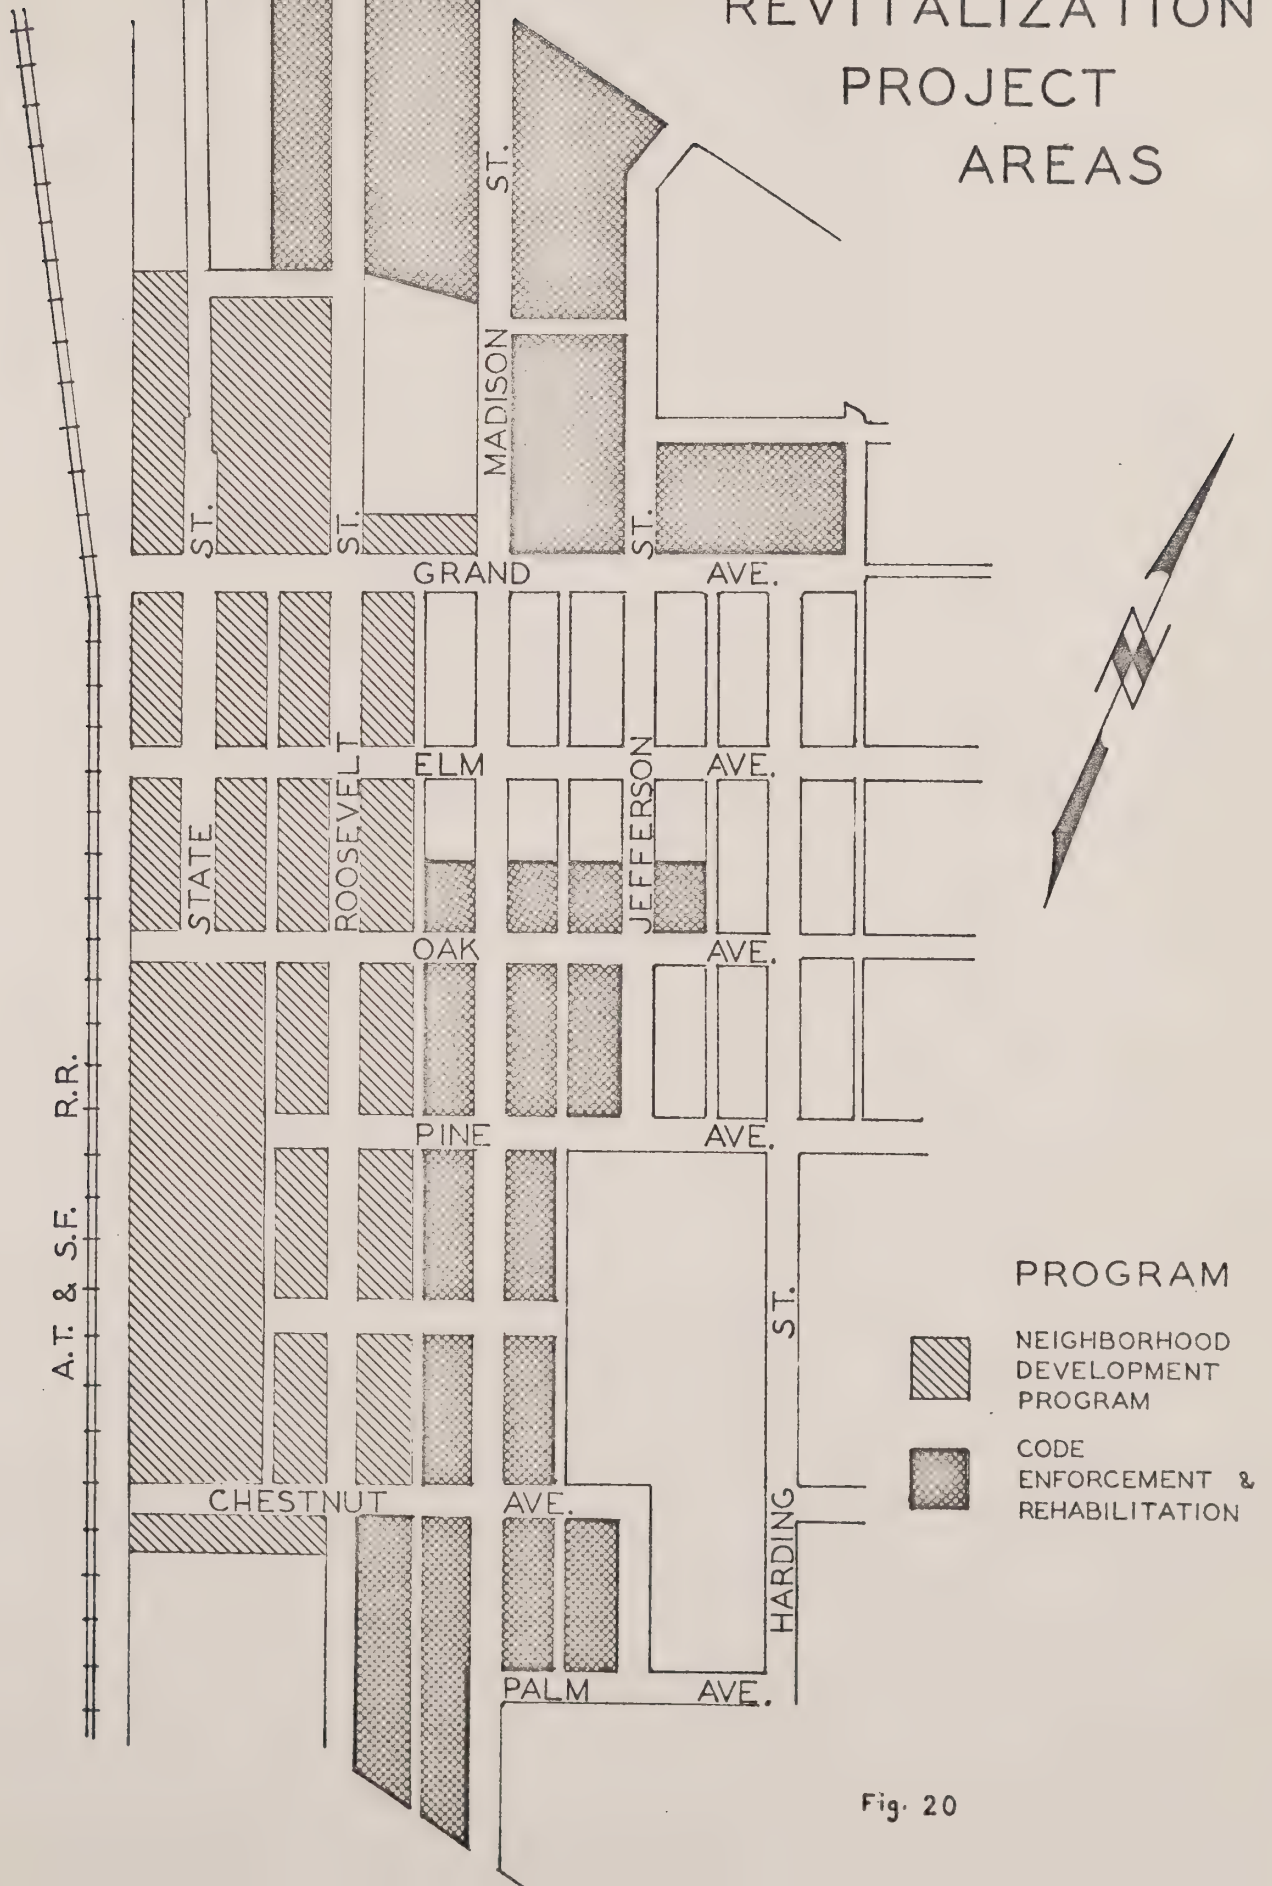 REVITALIZATION
PROJECT
AREAS
ST.
MADISON
ST.
ST.
ST.
GRAND AVE.
ROOSEVELT
ELM AVE.
JEFFERSON
STATE
OAK AVE.
A.T. & S.F. R.R.
PINE AVE.
ST.
HARDING
CHESTNUT AVE.
PALM AVE.
PROGRAM
NEIGHBORHOOD
DEVELOPMENT
PROGRAM
CODE
ENFORCEMENT &
REHABILITATION
Fig. 20